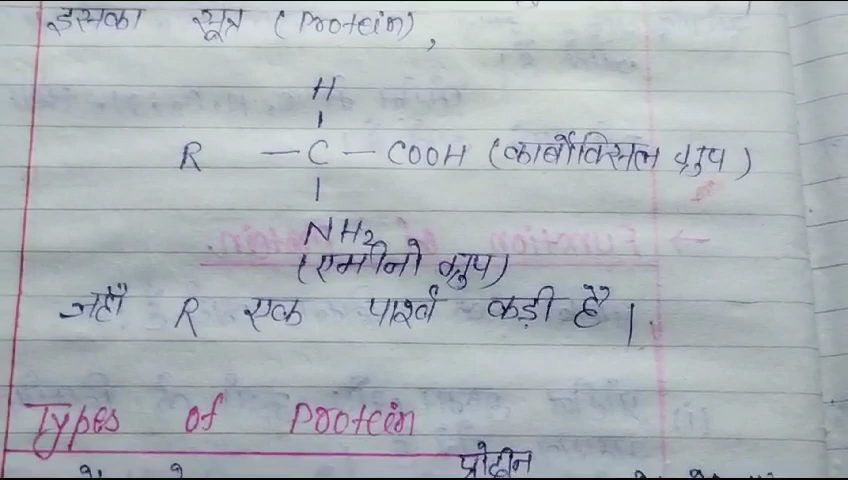 इसका सूत्र (Protein),
H
R — C — COOH (कार्बोक्सिल ग्रुप)
NH₂
(एमीनो ग्रुप)
जहाँ R एक पार्श्व कड़ी है।
Types of Protein
प्रोटीन